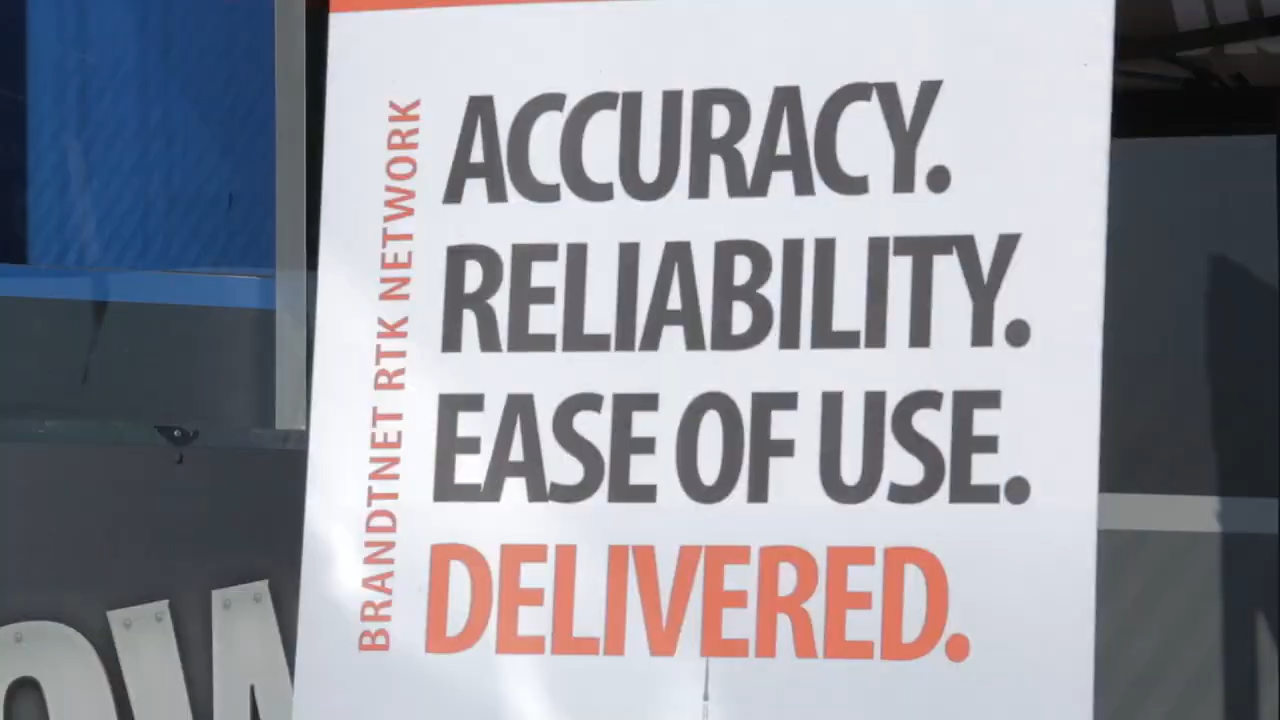 BRANDTNET RTK NETWORK
ACCURACY.
RELIABILITY.
EASE OF USE.
DELIVERED.